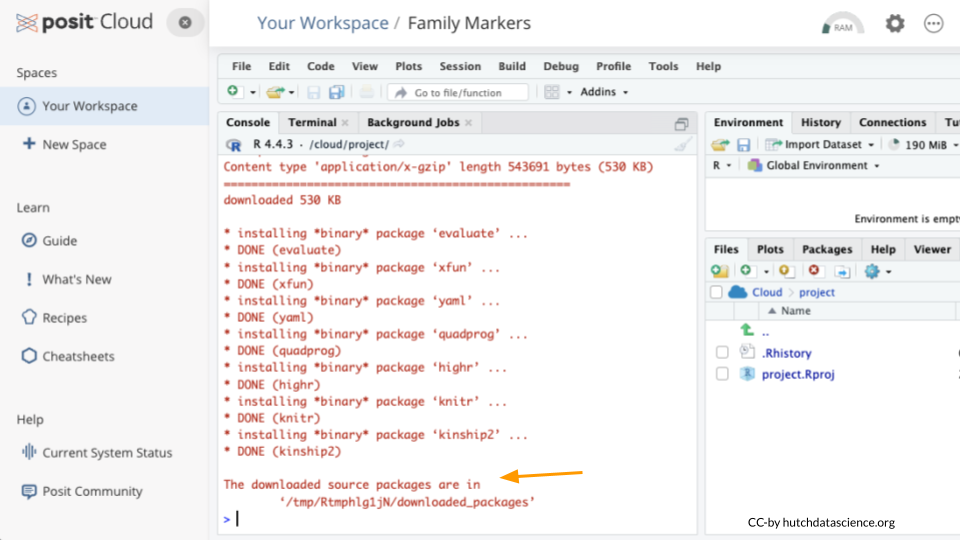 posit Cloud
Your Workspace / Family Markers
RAM
Spaces
Your Workspace
New Space
Learn
Guide
What's New
Recipes
Cheatsheets
Help
Current System Status
Posit Community
File Edit Code View Plots Session Build Debug Profile Tools Help
Go to file/function
Addins
Console Terminal Background Jobs
R 4.4.3 · /cloud/project/
Content type 'application/x-gzip' length 543691 bytes (530 KB)
==================================================
downloaded 530 KB
* installing *binary* package ‘evaluate’ ...
* DONE (evaluate)
* installing *binary* package ‘xfun’ ...
* DONE (xfun)
* installing *binary* package ‘yaml’ ...
* DONE (yaml)
* installing *binary* package ‘quadprog’ ...
* DONE (quadprog)
* installing *binary* package ‘highr’ ...
* DONE (highr)
* installing *binary* package ‘knitr’ ...
* DONE (knitr)
* installing *binary* package ‘kinship2’ ...
* DONE (kinship2)
The downloaded source packages are in
‘/tmp/Rtmphlg1jN/downloaded_packages’
>
Environment History Connections Tu
Import Dataset 190 MiB
R Global Environment
Environment is empt
Files Plots Packages Help Viewer
Cloud > project
Name
..
.Rhistory
project.Rproj
CC-by hutchdatascience.org